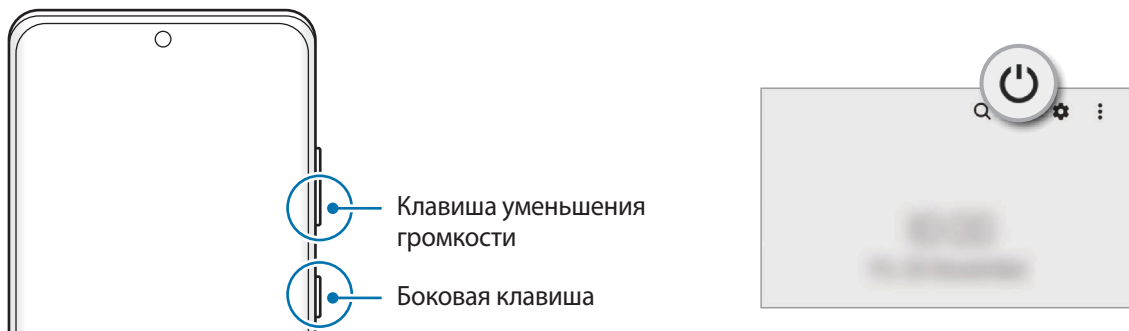 Клавиша уменьшения
громкости
Боковая клавиша